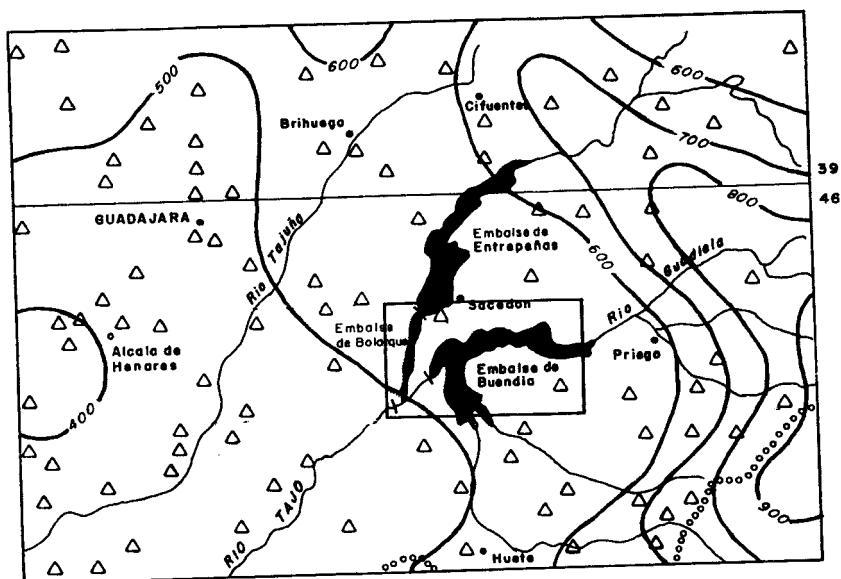 600
600
500
Cifuentes
Brihuega
700
39
46
800
GUADAJARA
Rio Tajuño
Embalse de
Entrepeñas
600
Guadiela
Rio
Sacedon
Embalse
de Bolarque
Alcala de
Henares
Priego
Embalse de
Buendia
400
900
RIO TAJO
Huete